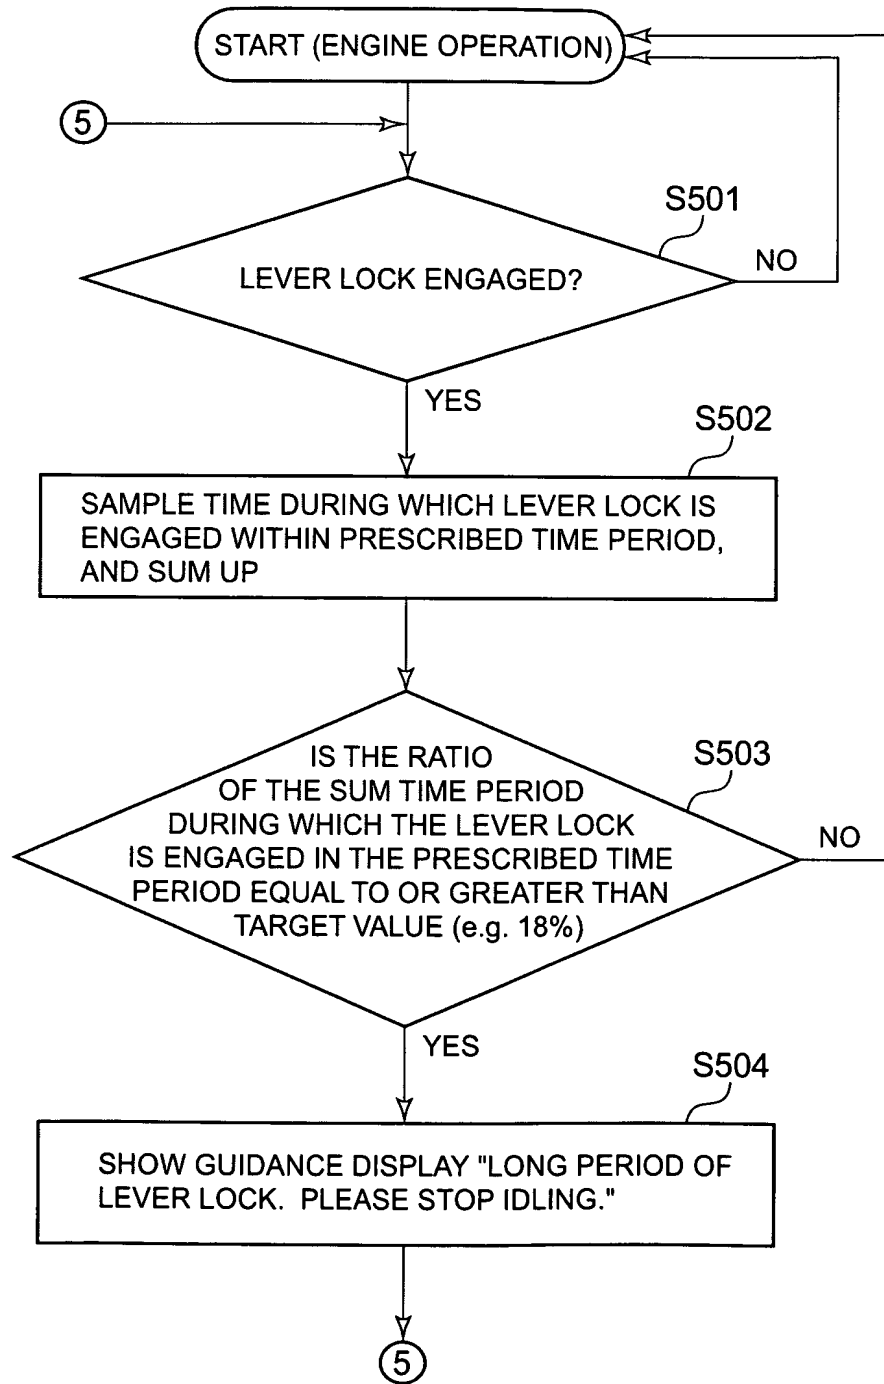 START (ENGINE OPERATION)
5
S501
LEVER LOCK ENGAGED?
NO
YES
S502
SAMPLE TIME DURING WHICH LEVER LOCK IS
ENGAGED WITHIN PRESCRIBED TIME PERIOD,
AND SUM UP
S503
IS THE RATIO
OF THE SUM TIME PERIOD
DURING WHICH THE LEVER LOCK
IS ENGAGED IN THE PRESCRIBED TIME
PERIOD EQUAL TO OR GREATER THAN
TARGET VALUE (e.g. 18%)
NO
YES
S504
SHOW GUIDANCE DISPLAY "LONG PERIOD OF
LEVER LOCK. PLEASE STOP IDLING."
5